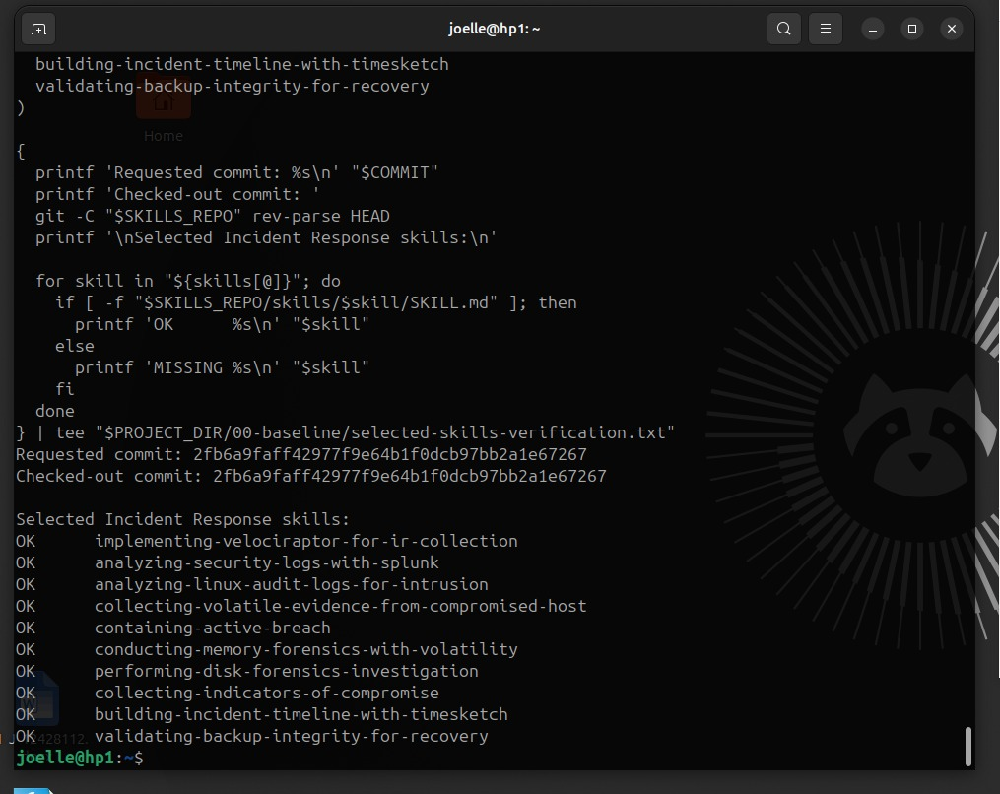 joelle@hp1: ~
  building-incident-timeline-with-timesketch
  validating-backup-integrity-for-recovery
)
Home
{
  printf 'Requested commit: %s\n' "$COMMIT"
  printf 'Checked-out commit: '
  git -C "$SKILLS_REPO" rev-parse HEAD
  printf '\nSelected Incident Response skills:\n'

  for skill in "${skills[@]}"; do
    if [ -f "$SKILLS_REPO/skills/$skill/SKILL.md" ]; then
      printf 'OK      %s\n' "$skill"
    else
      printf 'MISSING %s\n' "$skill"
    fi
  done
} | tee "$PROJECT_DIR/00-baseline/selected-skills-verification.txt"
Requested commit: 2fb6a9faff42977f9e64b1f0dcb97bb2a1e67267
Checked-out commit: 2fb6a9faff42977f9e64b1f0dcb97bb2a1e67267

Selected Incident Response skills:
OK      implementing-velociraptor-for-ir-collection
OK      analyzing-security-logs-with-splunk
OK      analyzing-linux-audit-logs-for-intrusion
OK      collecting-volatile-evidence-from-compromised-host
OK      containing-active-breach
OK      conducting-memory-forensics-with-volatility
OK      performing-disk-forensics-investigation
OK      collecting-indicators-of-compromise
OK      building-incident-timeline-with-timesketch
OK      validating-backup-integrity-for-recovery
joelle@hp1:~$